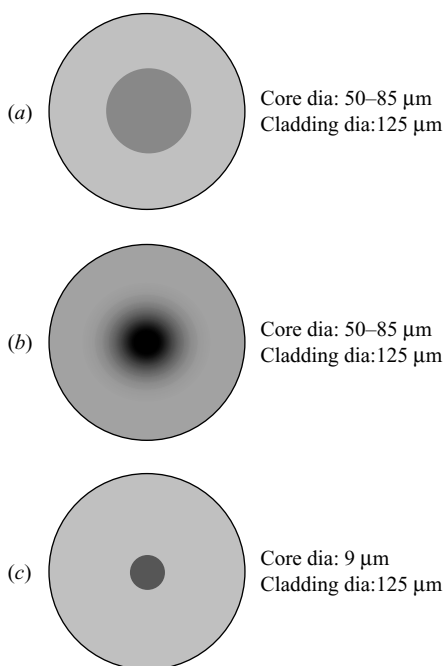 (a)
Core dia: 50–85 μm
Cladding dia:125 μm
(b)
Core dia: 50–85 μm
Cladding dia:125 μm
(c)
Core dia: 9 μm
Cladding dia:125 μm